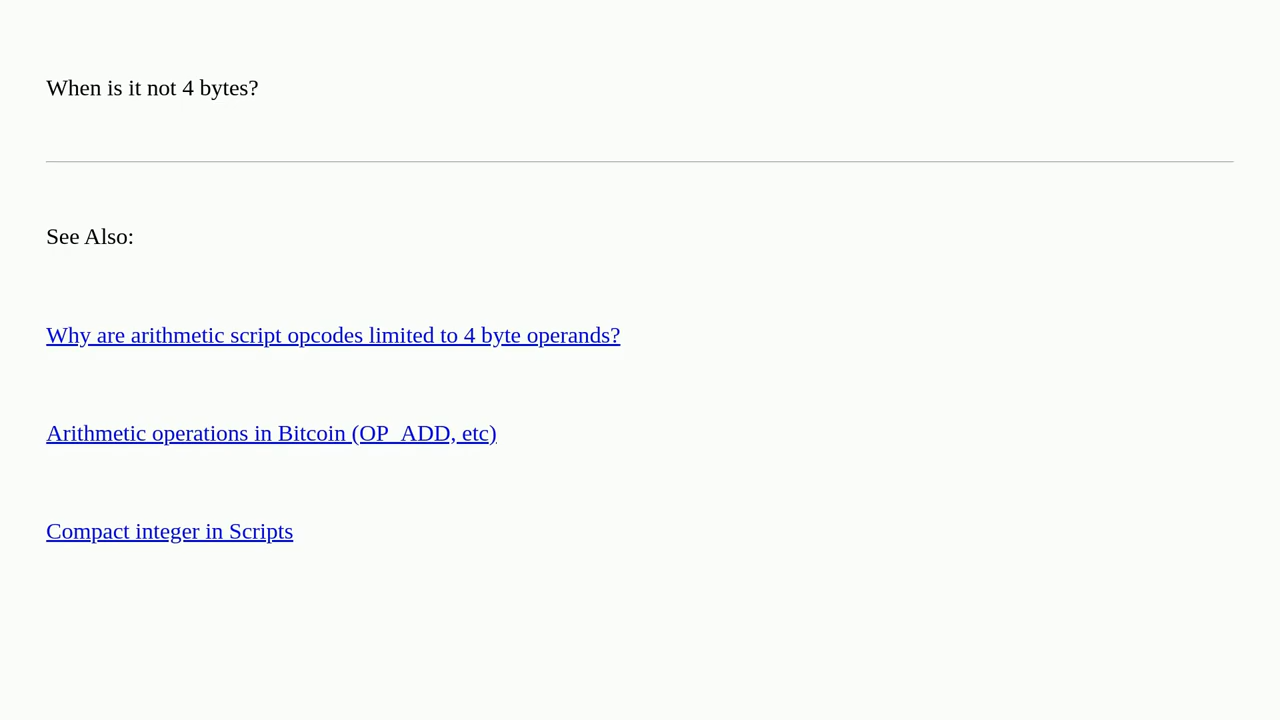 When is it not 4 bytes?
See Also:
Why are arithmetic script opcodes limited to 4 byte operands?
Arithmetic operations in Bitcoin (OP_ADD, etc)
Compact integer in Scripts